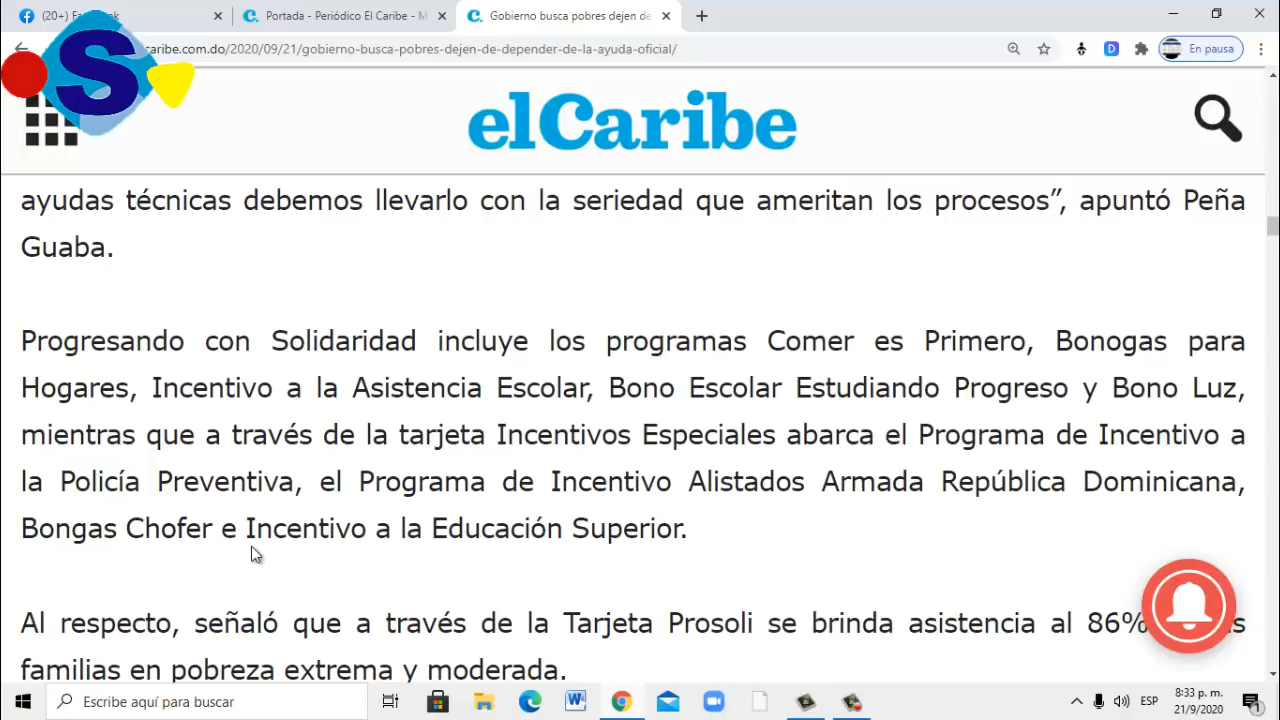 (20+) Fa ok
Portada - Periódico El Caribe - M
Gobierno busca pobres dejen de
caribe.com.do/2020/09/21/gobierno-busca-pobres-dejen-de-depender-de-la-ayuda-oficial/
D
En pausa
S
elCaribe
ayudas técnicas debemos llevarlo con la seriedad que ameritan los procesos”, apuntó Peña
Guaba.
Progresando con Solidaridad incluye los programas Comer es Primero, Bonogas para
Hogares, Incentivo a la Asistencia Escolar, Bono Escolar Estudiando Progreso y Bono Luz,
mientras que a través de la tarjeta Incentivos Especiales abarca el Programa de Incentivo a
la Policía Preventiva, el Programa de Incentivo Alistados Armada República Dominicana,
Bongas Chofer e Incentivo a la Educación Superior.
Al respecto, señaló que a través de la Tarjeta Prosoli se brinda asistencia al 86%
familias en pobreza extrema y moderada.
Escribe aquí para buscar
ESP
8:33 p. m.
21/9/2020
1